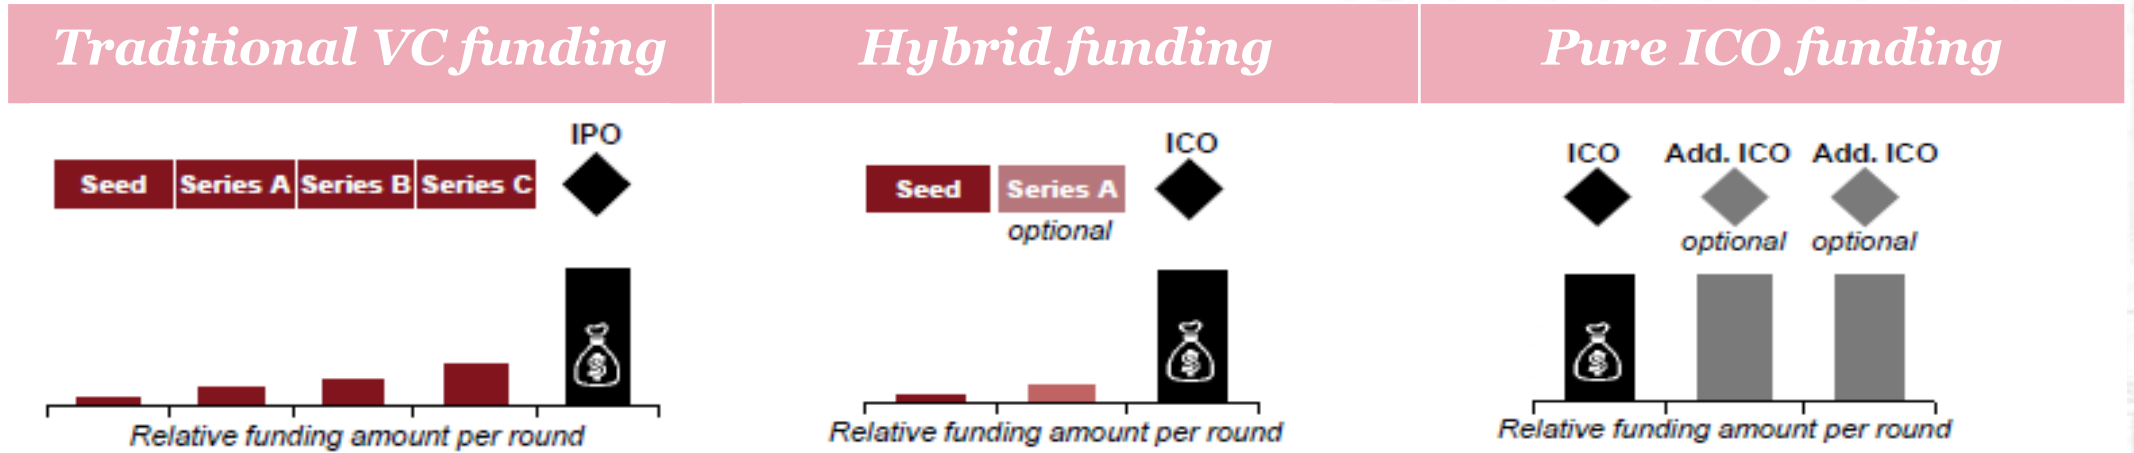 Traditional VC funding
Hybrid funding
Pure ICO funding
IPO
Seed Series A Series B Series C
Relative funding amount per round
ICO
Seed Series A
optional
Relative funding amount per round
ICO Add. ICO Add. ICO
optional optional
Relative funding amount per round